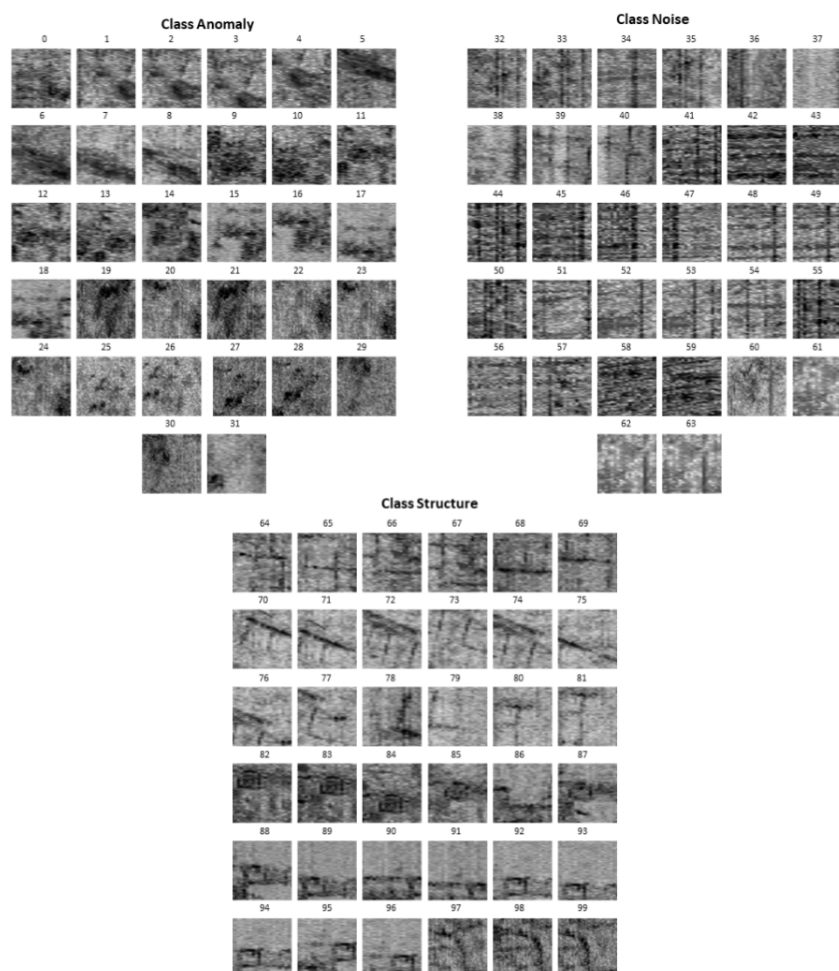 Class Anomaly
0 1 2 3 4 5
6 7 8 9 10 11
12 13 14 15 16 17
18 19 20 21 22 23
24 25 26 27 28 29
30 31
Class Noise
32 33 34 35 36 37
38 39 40 41 42 43
44 45 46 47 48 49
50 51 52 53 54 55
56 57 58 59 60 61
62 63
Class Structure
64 65 66 67 68 69
70 71 72 73 74 75
76 77 78 79 80 81
82 83 84 85 86 87
88 89 90 91 92 93
94 95 96 97 98 99